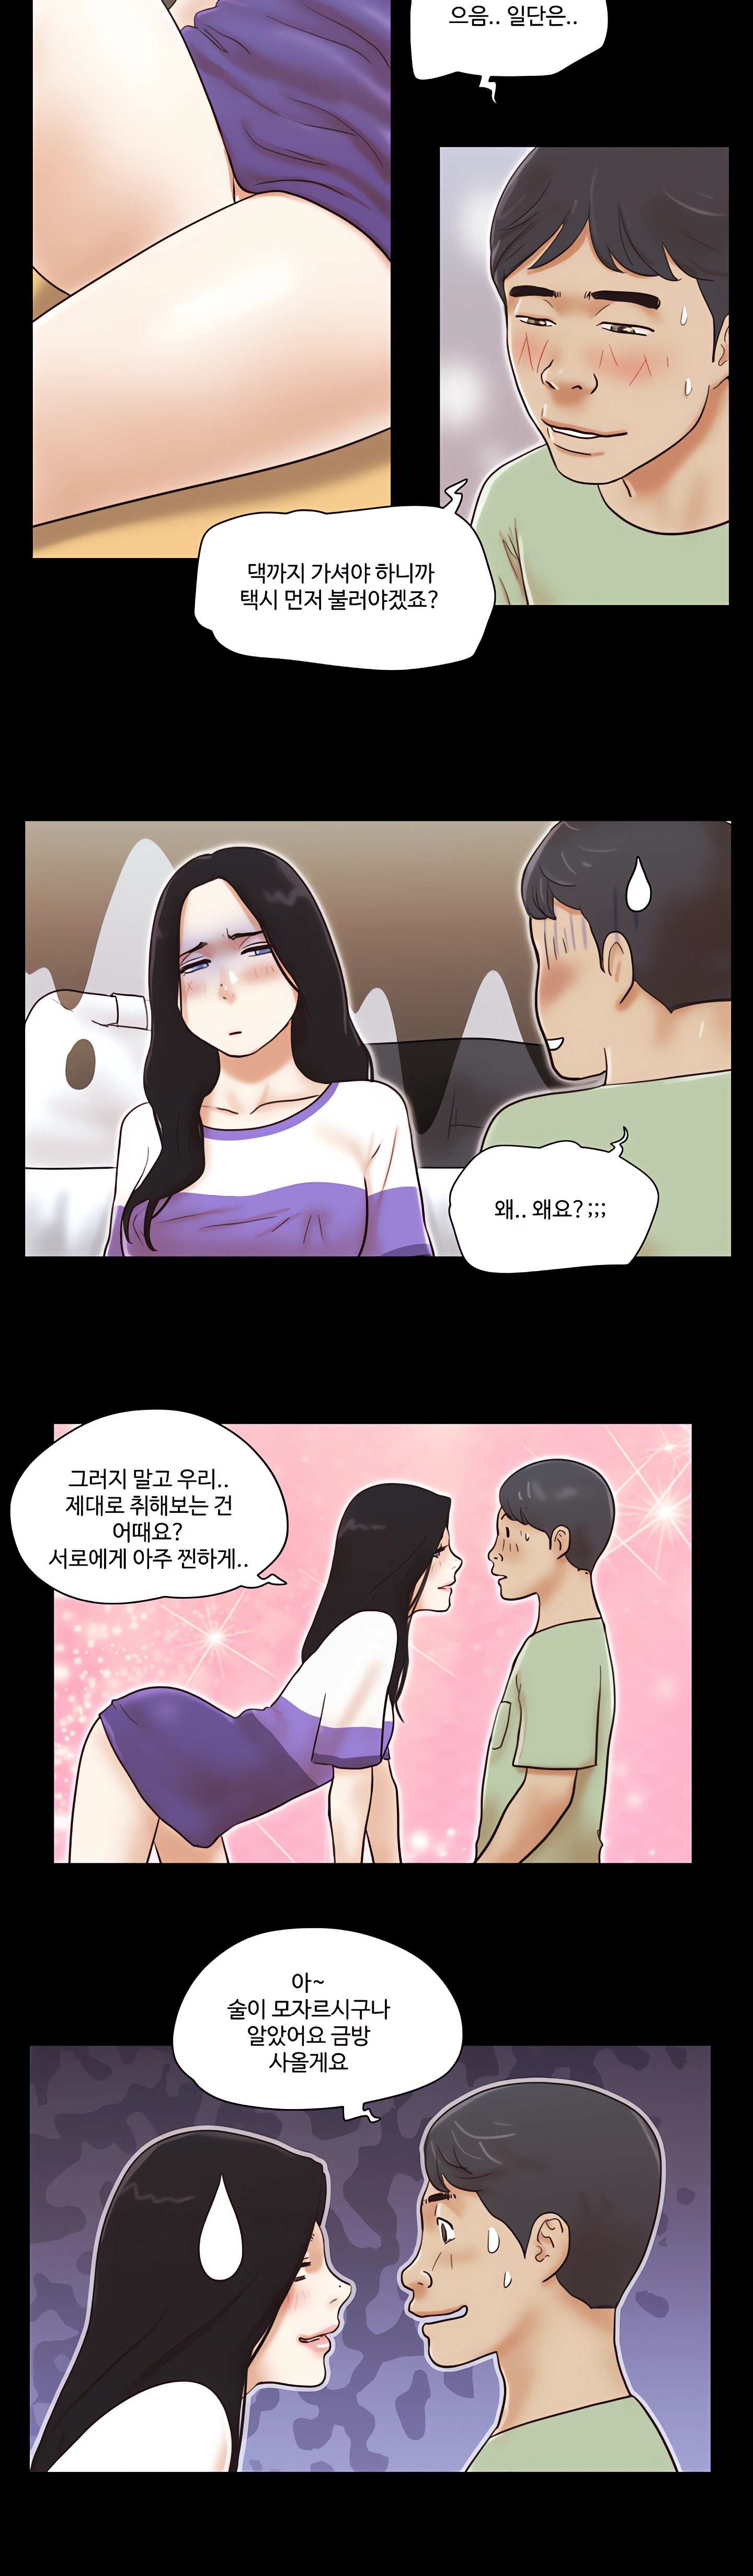 으음.. 일단은..
댁까지 가셔야 하니까
택시 먼저 불러야겠죠?
왜.. 왜요? ;;;
그러지 말고 우리..
제대로 취해보는 건
어때요?
서로에게 아주 찐하게..
아~
술이 모자르시구나
알았어요 금방
사올게요